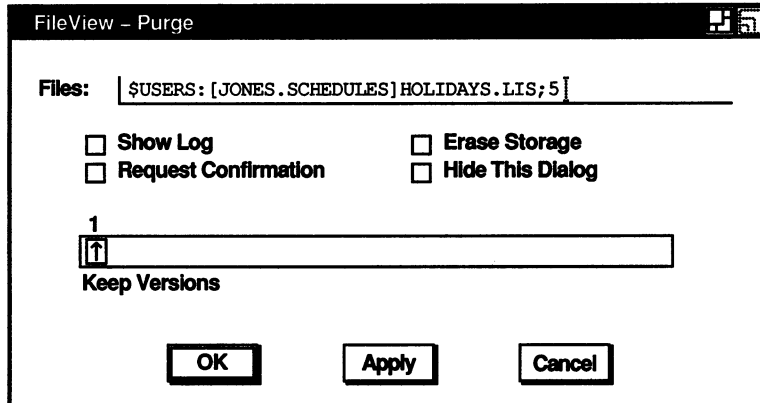 FileView – Purge
Files: $USERS:[JONES.SCHEDULES]HOLIDAYS.LIS;5
Show Log
Erase Storage
Request Confirmation
Hide This Dialog
1
Keep Versions
OK
Apply
Cancel